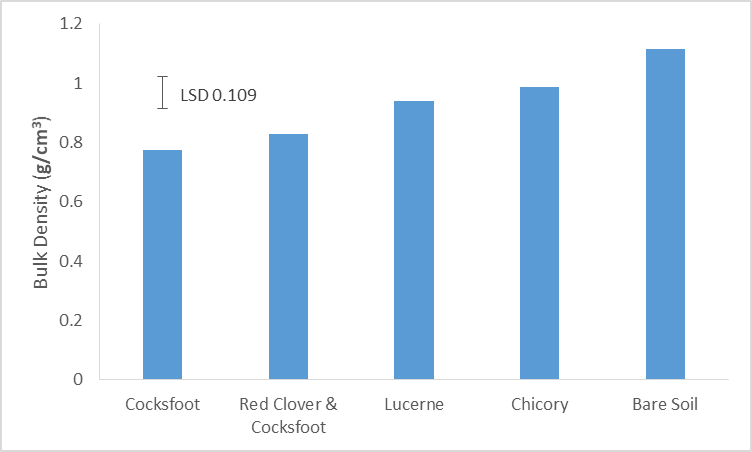 1.2
1
0.8
0.6
0.4
0.2
0
Bulk Density (g/cm³)
LSD 0.109
Cocksfoot
Red Clover &
Cocksfoot
Lucerne
Chicory
Bare Soil